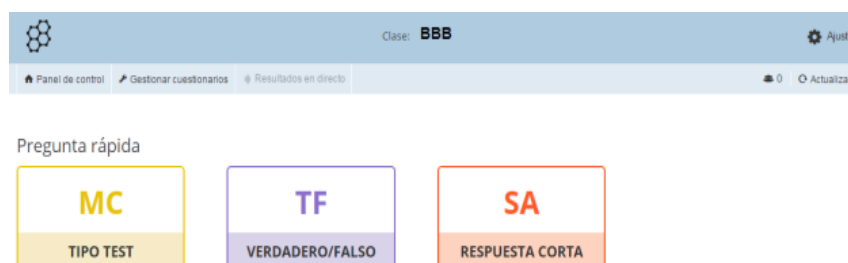 Clase: BBB
Ajust
Panel de control Gestionar cuestionarios Resultados en directo 0 Actualiza
Pregunta rápida
MC TF SA
TIPO TEST VERDADERO/FALSO RESPUESTA CORTA